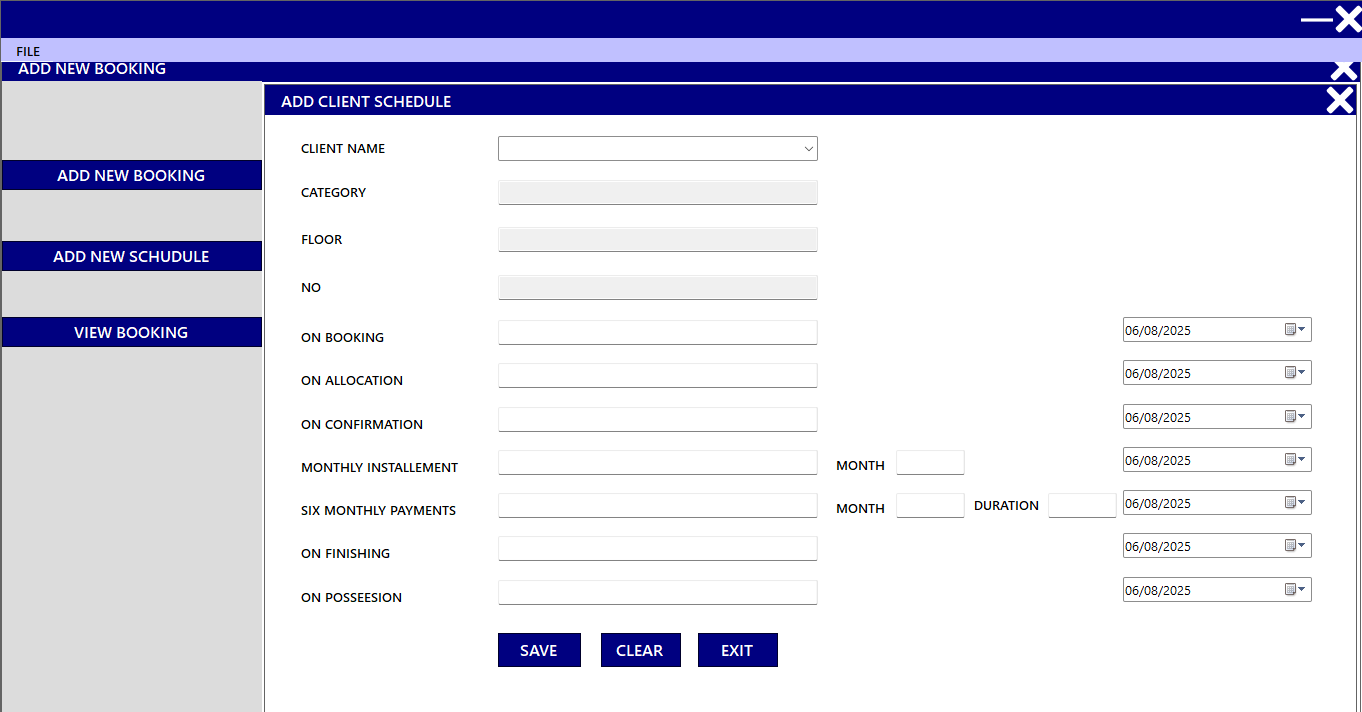 FILE
ADD NEW BOOKING
ADD CLIENT SCHEDULE
ADD NEW BOOKING
ADD NEW SCHUDULE
VIEW BOOKING
CLIENT NAME
CATEGORY
FLOOR
NO
ON BOOKING 06/08/2025
ON ALLOCATION 06/08/2025
ON CONFIRMATION 06/08/2025
MONTHLY INSTALLEMENT MONTH 06/08/2025
SIX MONTHLY PAYMENTS MONTH DURATION 06/08/2025
ON FINISHING 06/08/2025
ON POSSEESION 06/08/2025
SAVE CLEAR EXIT